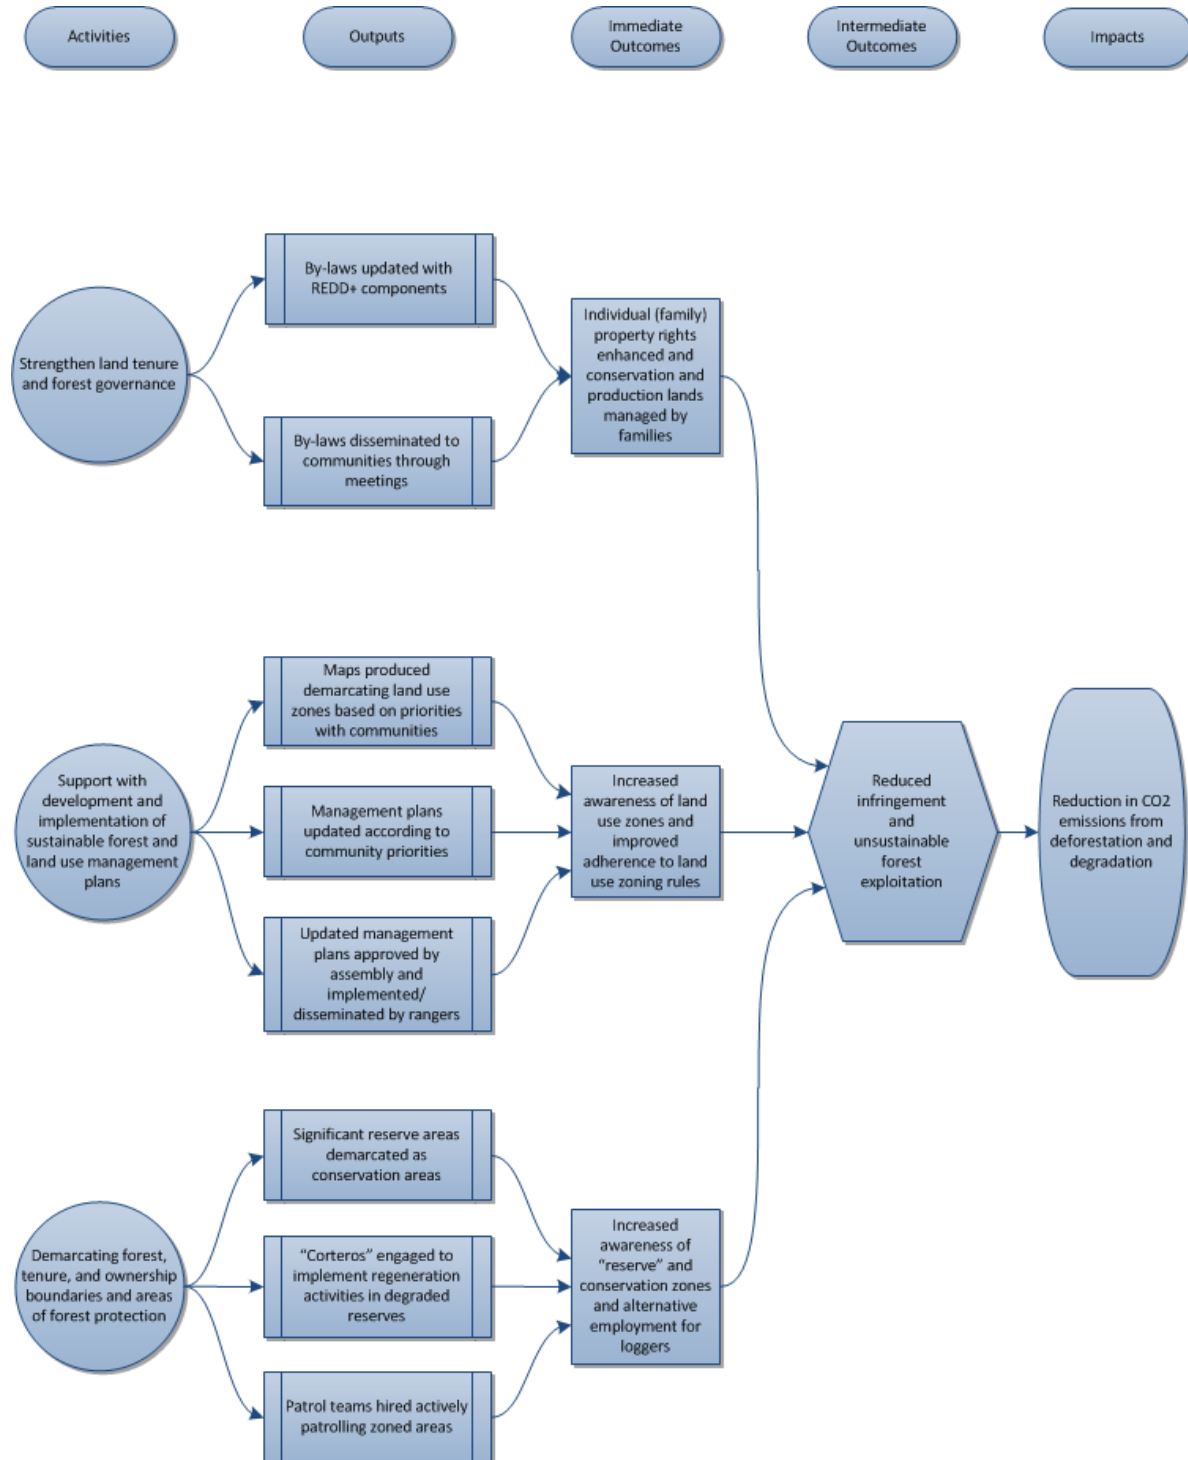 Activities
Outputs
Immediate
Outcomes
Intermediate
Outcomes
Impacts
Strengthen land tenure
and forest governance
By-laws updated with
REDD+ components
By-laws disseminated to
communities through
meetings
Individual (family)
property rights
enhanced and
conservation and
production lands
managed by
families
Support with
development and
implementation of
sustainable forest and
land use management
plans
Maps produced
demarcating land use
zones based on priorities
with communities
Management plans
updated according to
community priorities
Updated management
plans approved by
assembly and
implemented/
disseminated by rangers
Increased
awareness of land
use zones and
improved
adherence to land
use zoning rules
Reduced
infringement
and
unsustainable
forest
exploitation
Reduction in CO2
emissions from
deforestation and
degradation
Demarcating forest,
tenure, and ownership
boundaries and areas
of forest protection
Significant reserve areas
demarcated as
conservation areas
“Corteros” engaged to
implement regeneration
activities in degraded
reserves
Patrol teams hired actively
patrolling zoned areas
Increased
awareness of
“reserve” and
conservation zones
and alternative
employment for
loggers